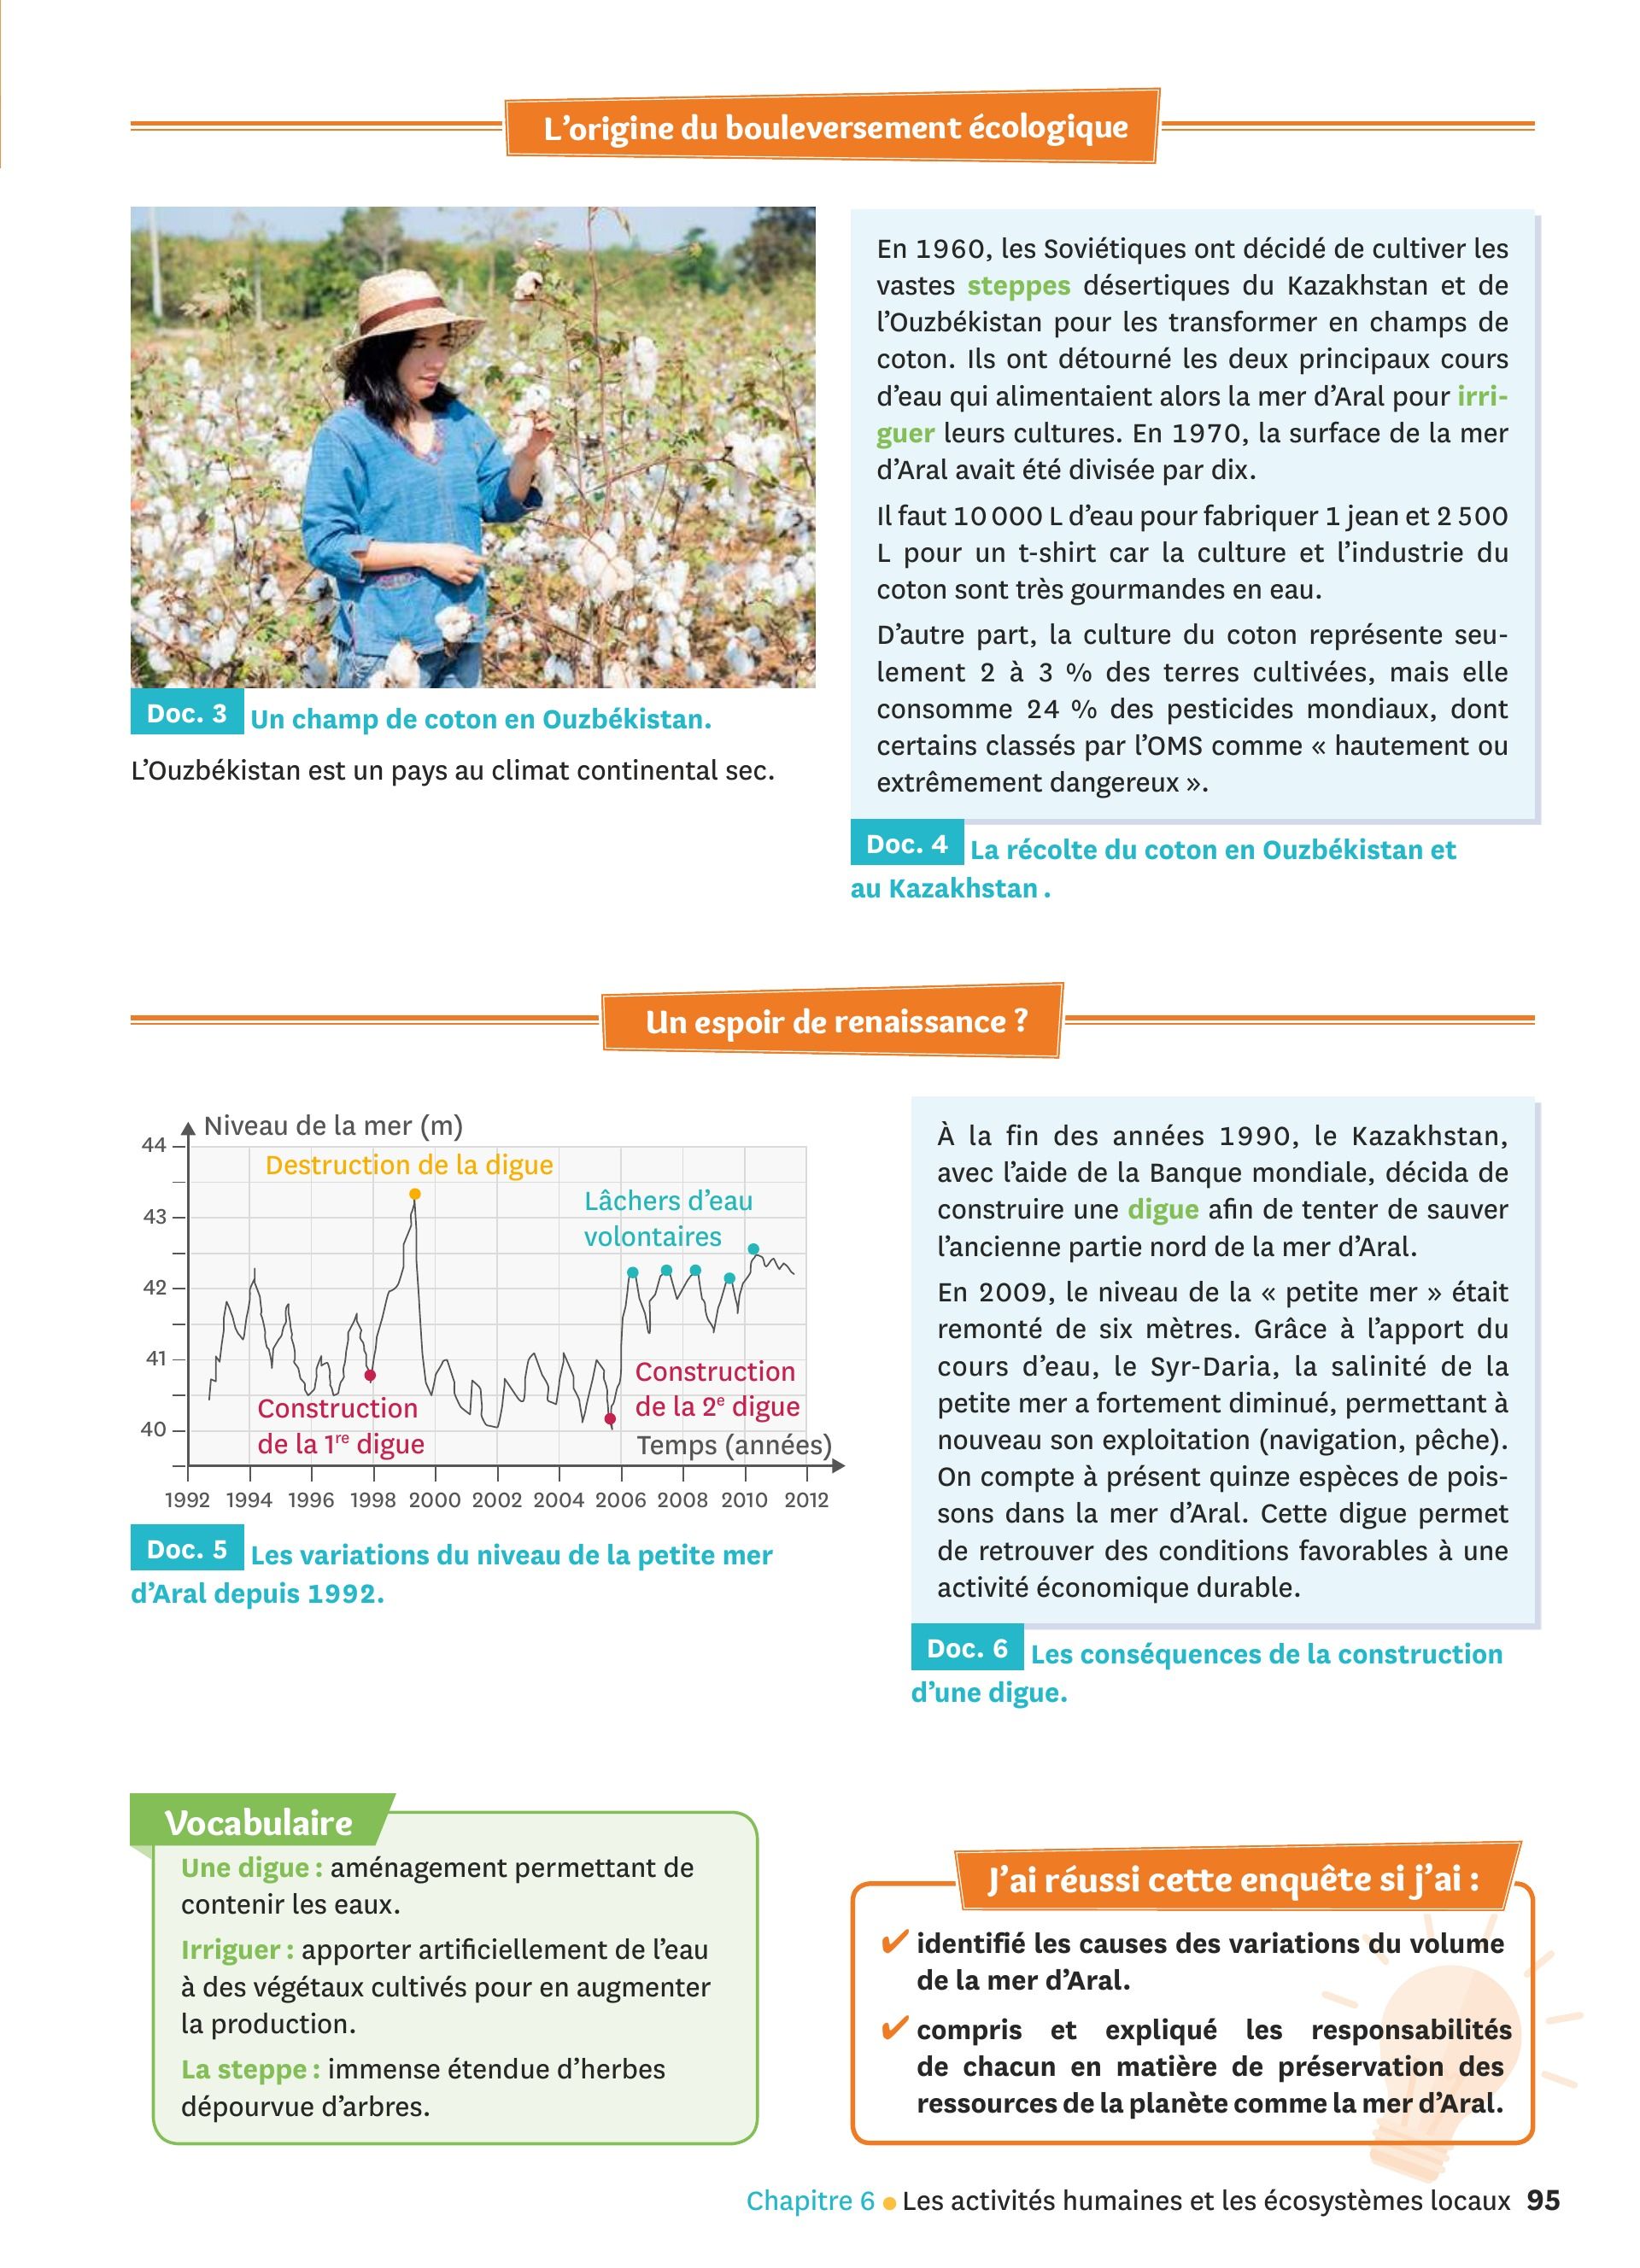 L'origine du bouleversement écologique
Doc. 3 Un champ de coton en Ouzbékistan.
L'Ouzbékistan est un pays au climat continental sec.
En 1960, les Soviétiques ont décidé de cultiver les
vastes steppes désertiques du Kazakhstan et de
l'Ouzbékistan pour les transformer en champs de
coton. Ils ont détourné les deux principaux cours
d'eau qui alimentaient alors la mer d'Aral pour irri-
guer leurs cultures. En 1970, la surface de la mer
d'Aral avait été divisée par dix.
Il faut 10 000 L d'eau pour fabriquer 1 jean et 2 500
L pour un t-shirt car la culture et l'industrie du
coton sont très gourmandes en eau.
D'autre part, la culture du coton représente seu-
lement 2 à 3 % des terres cultivées, mais elle
consomme 24 % des pesticides mondiaux, dont
certains classés par l'OMS comme « hautement ou
extrêmement dangereux ».
Doc. 4 La récolte du coton en Ouzbékistan et
au Kazakhstan .
Un espoir de renaissance ?
Niveau de la mer (m)
44
43
42
41
40
Destruction de la digue
Lâchers d'eau
volontaires
Construction
de la 1re digue
Construction
de la 2e digue
Temps (années)
1992 1994 1996 1998 2000 2002 2004 2006 2008 2010 2012
Doc. 5 Les variations du niveau de la petite mer
d'Aral depuis 1992.
À la fin des années 1990, le Kazakhstan,
avec l'aide de la Banque mondiale, décida de
construire une digue afin de tenter de sauver
l'ancienne partie nord de la mer d'Aral.
En 2009, le niveau de la « petite mer » était
remonté de six mètres. Grâce à l'apport du
cours d'eau, le Syr-Daria, la salinité de la
petite mer a fortement diminué, permettant à
nouveau son exploitation (navigation, pêche).
On compte à présent quinze espèces de pois-
sons dans la mer d'Aral. Cette digue permet
de retrouver des conditions favorables à une
activité économique durable.
Doc. 6 Les conséquences de la construction
d'une digue.
Vocabulaire
Une digue : aménagement permettant de
contenir les eaux.
Irriguer : apporter artificiellement de l'eau
à des végétaux cultivés pour en augmenter
la production.
La steppe : immense étendue d'herbes
dépourvue d'arbres.
J'ai réussi cette enquête si j'ai :
✔ identifié les causes des variations du volume
de la mer d'Aral.
✔ compris et expliqué les responsabilités
de chacun en matière de préservation des
ressources de la planète comme la mer d'Aral.
Chapitre 6 ● Les activités humaines et les écosystèmes locaux 95